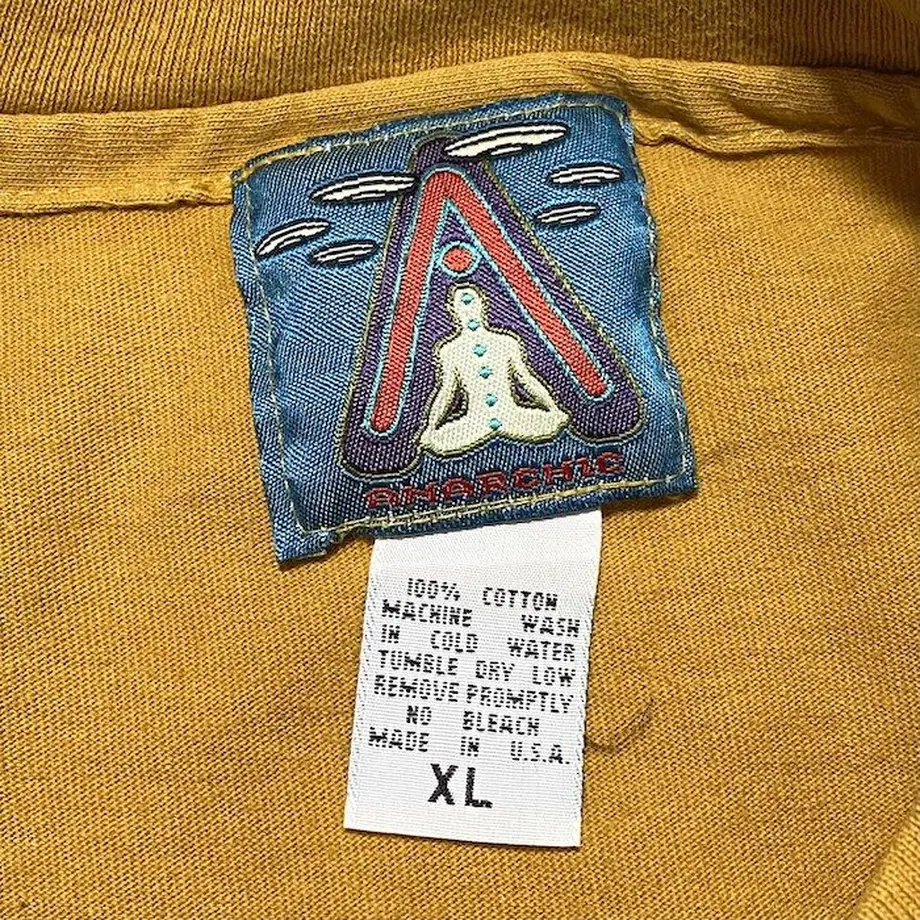 ANARCHIC
100% COTTON
MACHINE WASH
IN COLD WATER
TUMBLE DRY LOW
REMOVE PROMPTLY
NO BLEACH
MADE IN U.S.A.
XL